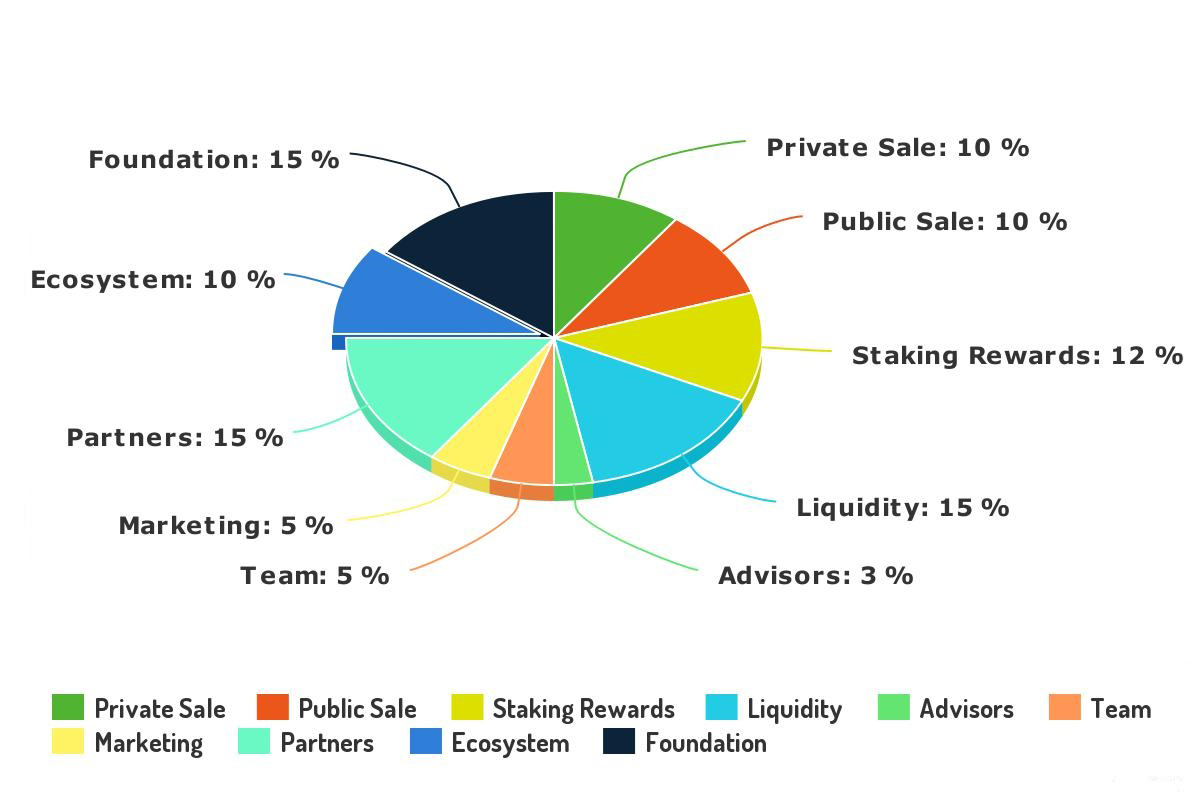 Foundation: 15 %
Private Sale: 10 %
Public Sale: 10 %
Ecosystem: 10 %
Staking Rewards: 12 %
Partners: 15 %
Liquidity: 15 %
Marketing: 5 %
Team: 5 %
Advisors: 3 %
Private Sale Public Sale Staking Rewards Liquidity Advisors Team
Marketing Partners Ecosystem Foundation